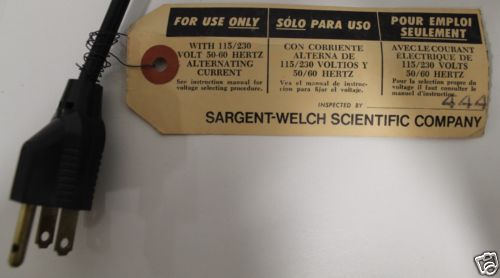 FOR USE ONLY
WITH 115/230
VOLT 50-60 HERTZ
ALTERNATING
CURRENT
See instruction manual for
voltage selecting procedure.
SÓLO PARA USO
CON CORRIENTE
ALTERNA DE
115/230 VOLTIOS Y
50/60 HERTZ
Vea el manual de instruc-
cion para fijar el voltaje.
POUR EMPLOI
SEULEMENT
AVEC LE COURANT
ÉLECTRIQUE DE
115/230 VOLTS
50/60 HERTZ
Pour la selection propre du
voltage il faut consulter le
manuel d'instruction.
INSPECTED BY 444
SARGENT-WELCH SCIENTIFIC COMPANY